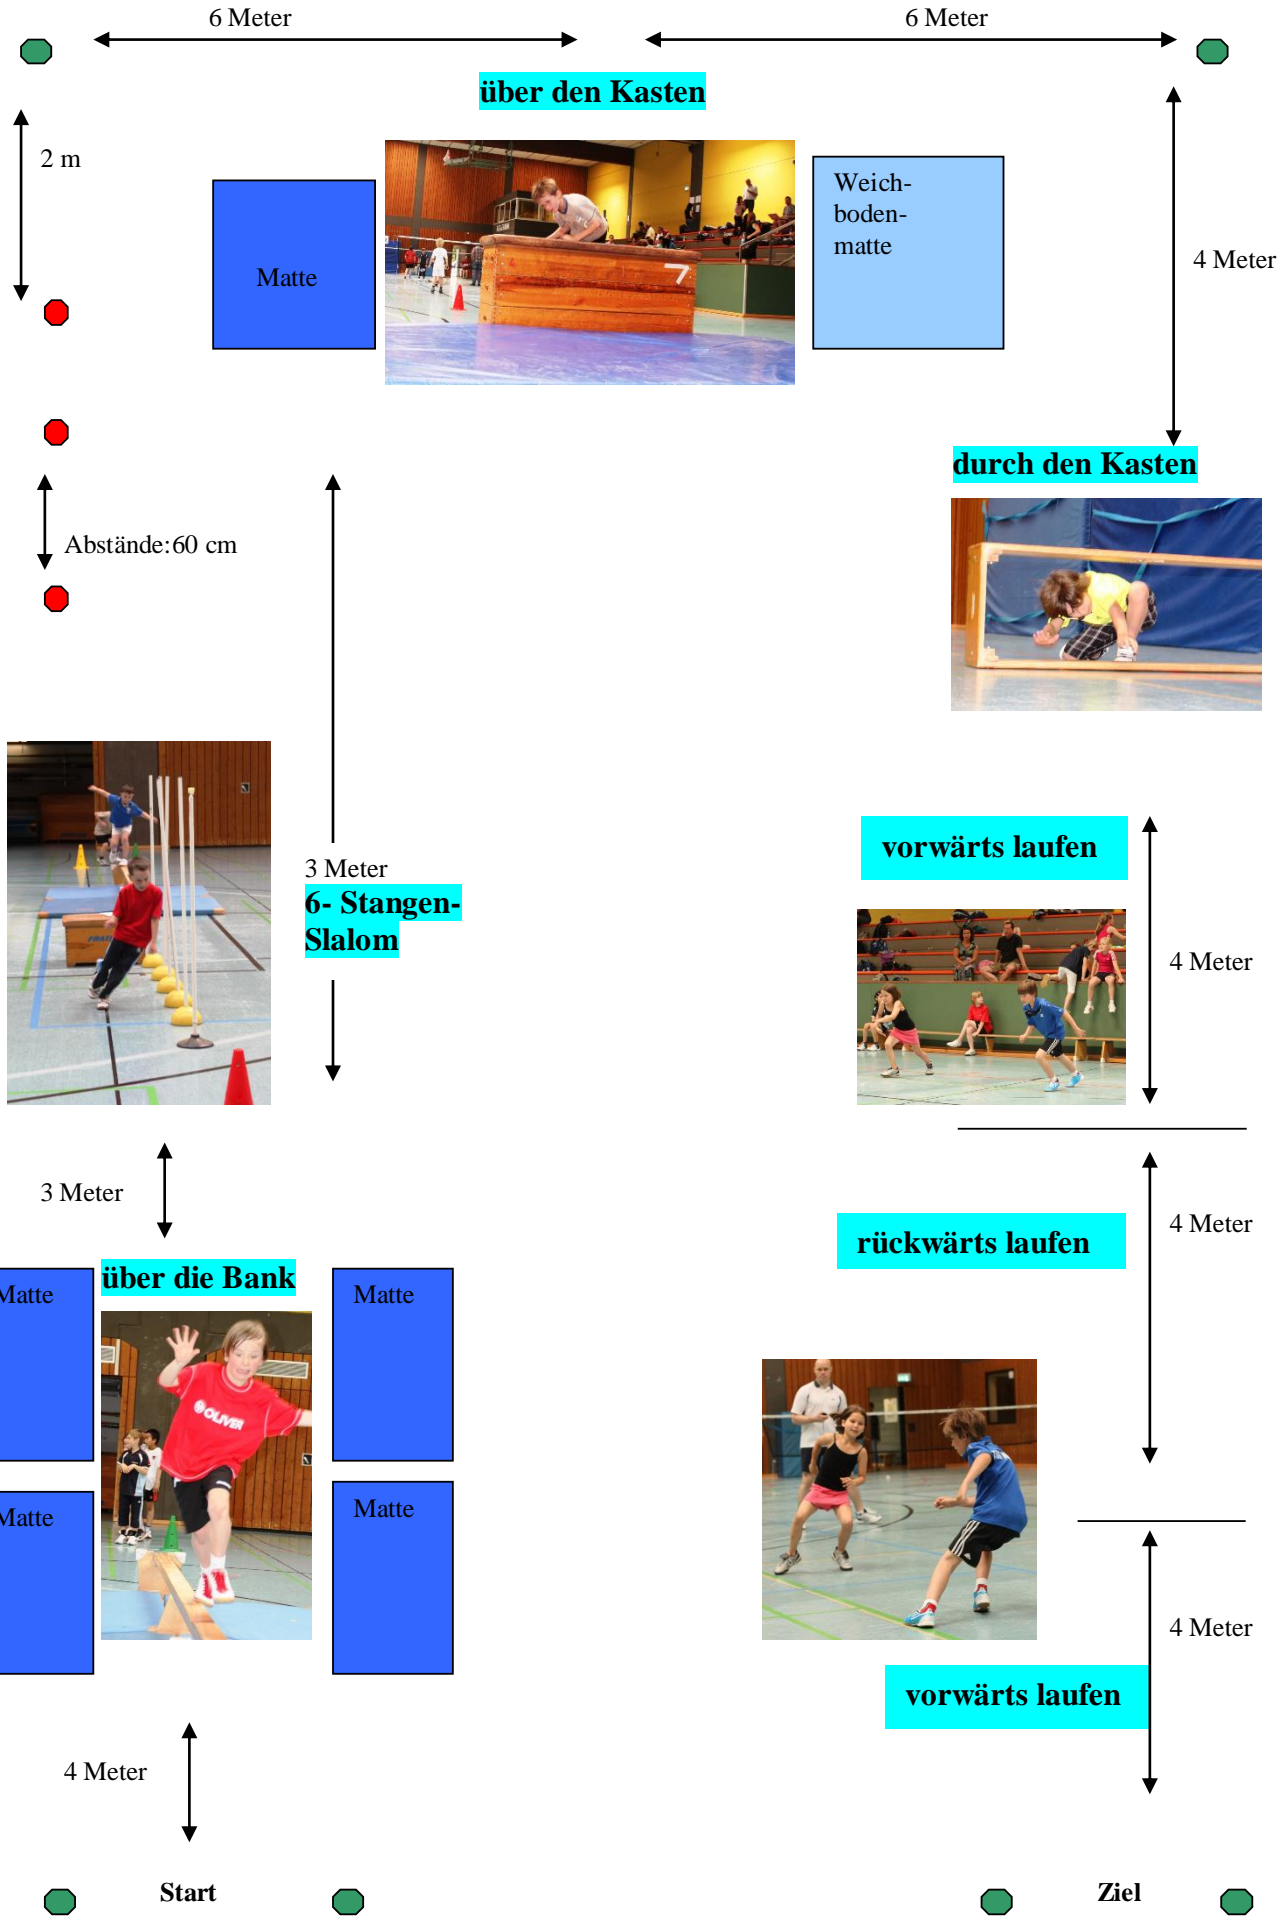 6 Meter
6 Meter
über den Kasten
2 m
Weich-
boden-
matte
Matte
4 Meter
7
durch den Kasten
Abstände:60 cm
3 Meter
6- Stangen-
Slalom
vorwärts laufen
4 Meter
3 Meter
4 Meter
rückwärts laufen
über die Bank
Matte
Matte
OLIVER
Matte
Matte
4 Meter
vorwärts laufen
4 Meter
Start
Ziel